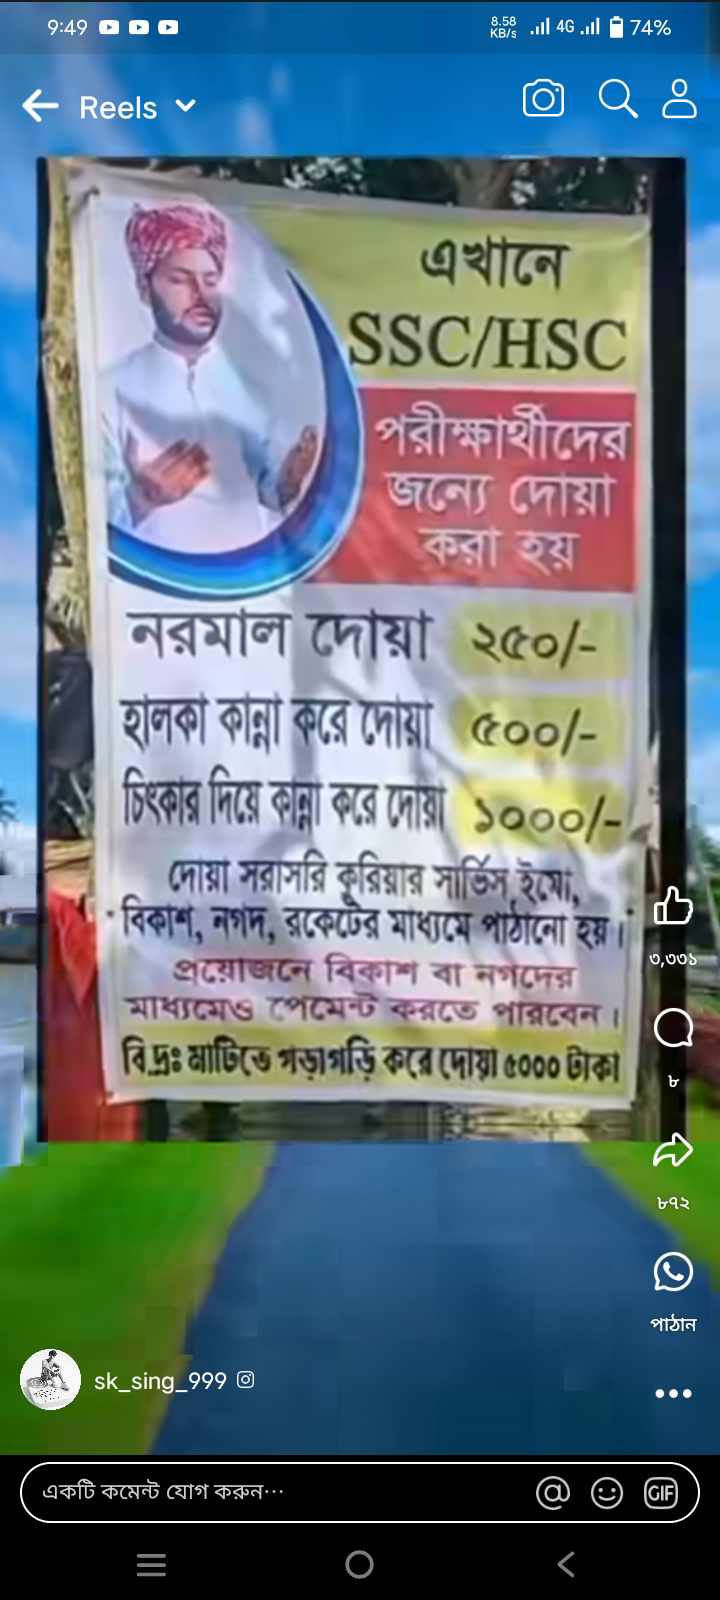 9:49
8.58 KB/s 4G 74%
Reels
এখানে
SSC/HSC
পরীক্ষার্থীদের
জন্যে দোয়া
করা হয়
নরমাল দোয়া ২৫০/-
হালকা কান্না করে দোয়া ৫০০/-
চিৎকার দিয়ে কান্না করে দোয়া ১০০০/-
দোয়া সরাসরি কুরিয়ার সার্ভিস, ইমো,
বিকাশ, নগদ, রকেটের মাধ্যমে পাঠানো হয়।
প্রয়োজনে বিকাশ বা নগদের
মাধ্যমেও পেমেন্ট করতে পারবেন।
বি.দ্রঃ মাটিতে গড়াগড়ি করে দোয়া ৫০০০ টাকা
৩,৩৩১
৮
৮৭২
পাঠান
sk_sing_999
একটি কমেন্ট যোগ করুন...
GIF